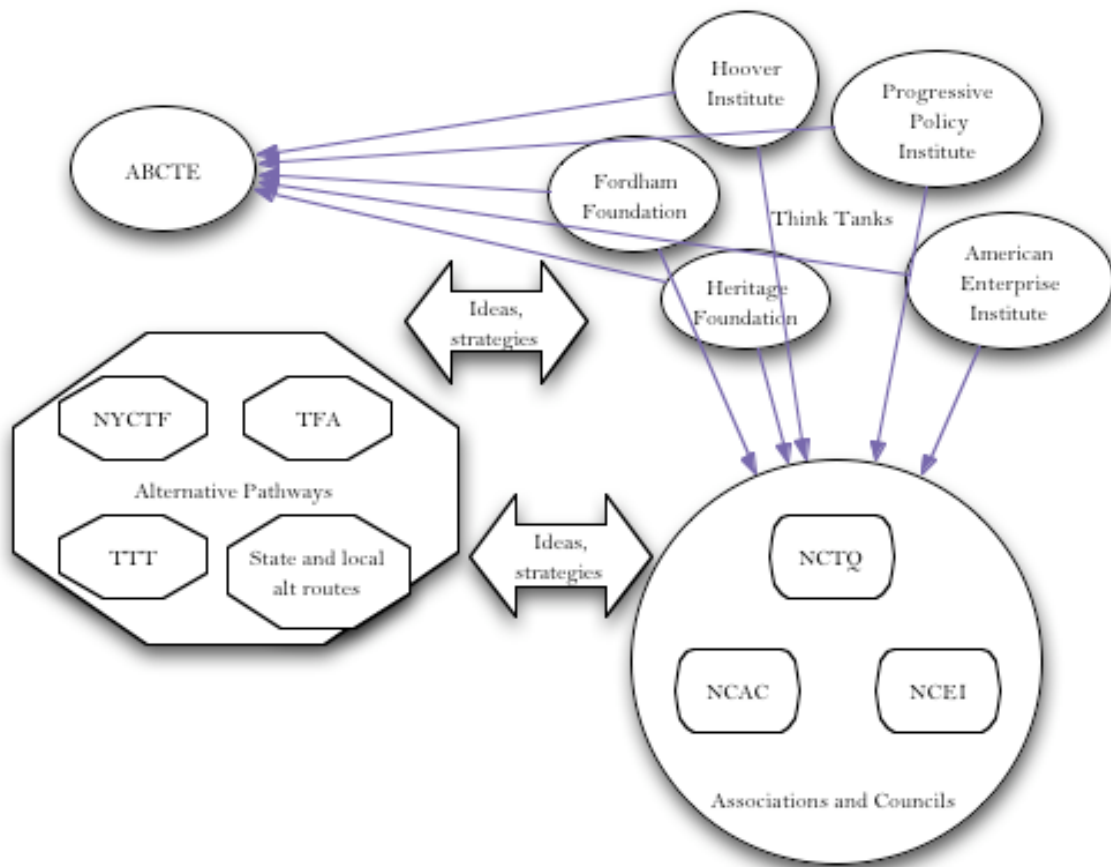 Hoover
Institute
Progressive
Policy
Institute
ABCTE
Fordham
Foundation
Think Tanks
American
Enterprise
Institute
Heritage
Foundation
Ideas,
strategies
NYCTF
TFA
Alternative Pathways
TTT
State and local
alt routes
Ideas,
strategies
NCTQ
NCAC
NCEI
Associations and Councils